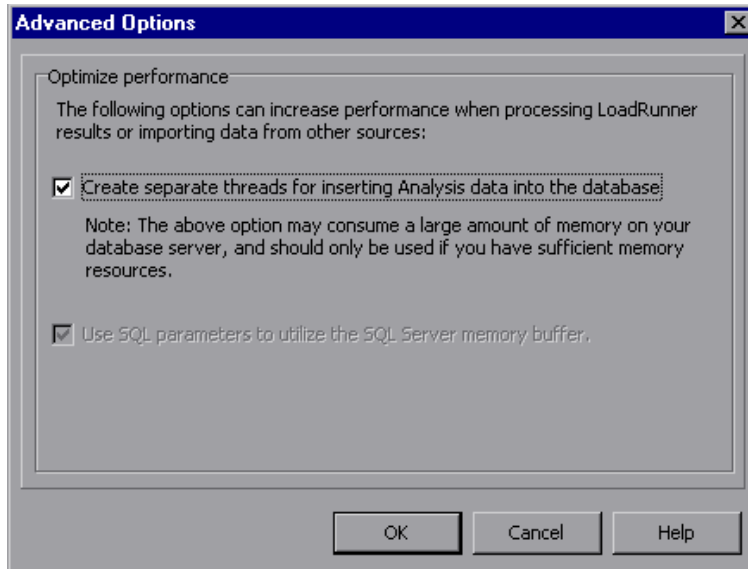 Advanced Options
Optimize performance
The following options can increase performance when processing LoadRunner
results or importing data from other sources:
Create separate threads for inserting Analysis data into the database
Note: The above option may consume a large amount of memory on your
database server, and should only be used if you have sufficient memory
resources.
Use SQL parameters to utilize the SQL Server memory buffer.
OK Cancel Help